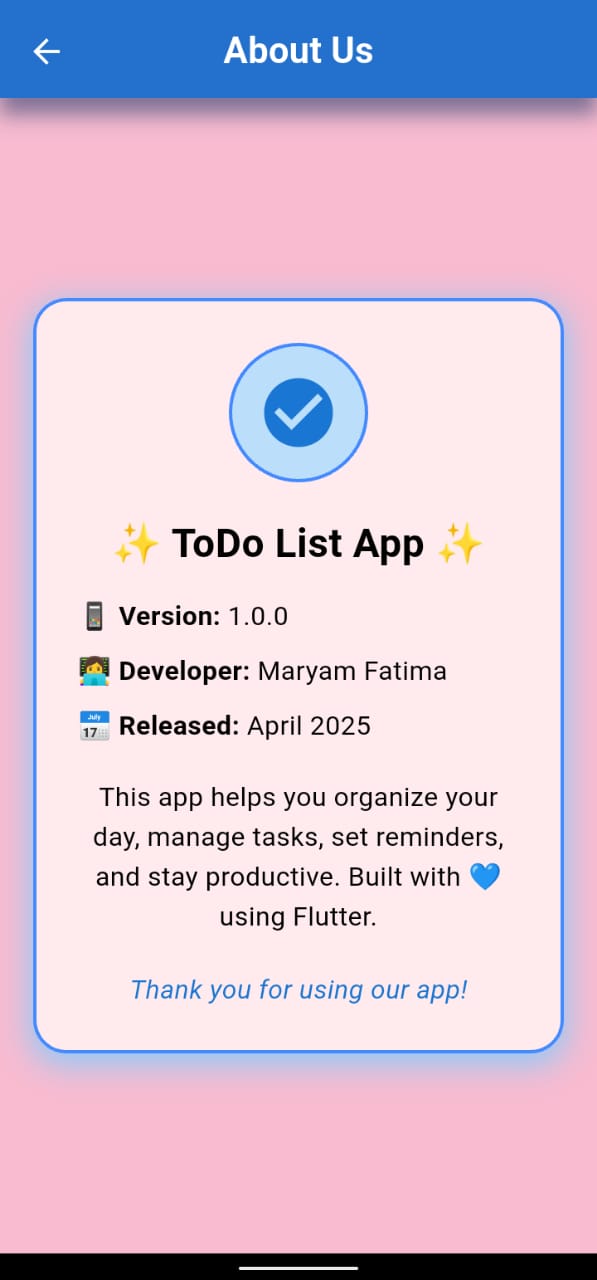 About Us
✨ ToDo List App ✨
📱 Version: 1.0.0
👩‍💻 Developer: Maryam Fatima
📅 Released: April 2025
This app helps you organize your
day, manage tasks, set reminders,
and stay productive. Built with 💙
using Flutter.
Thank you for using our app!